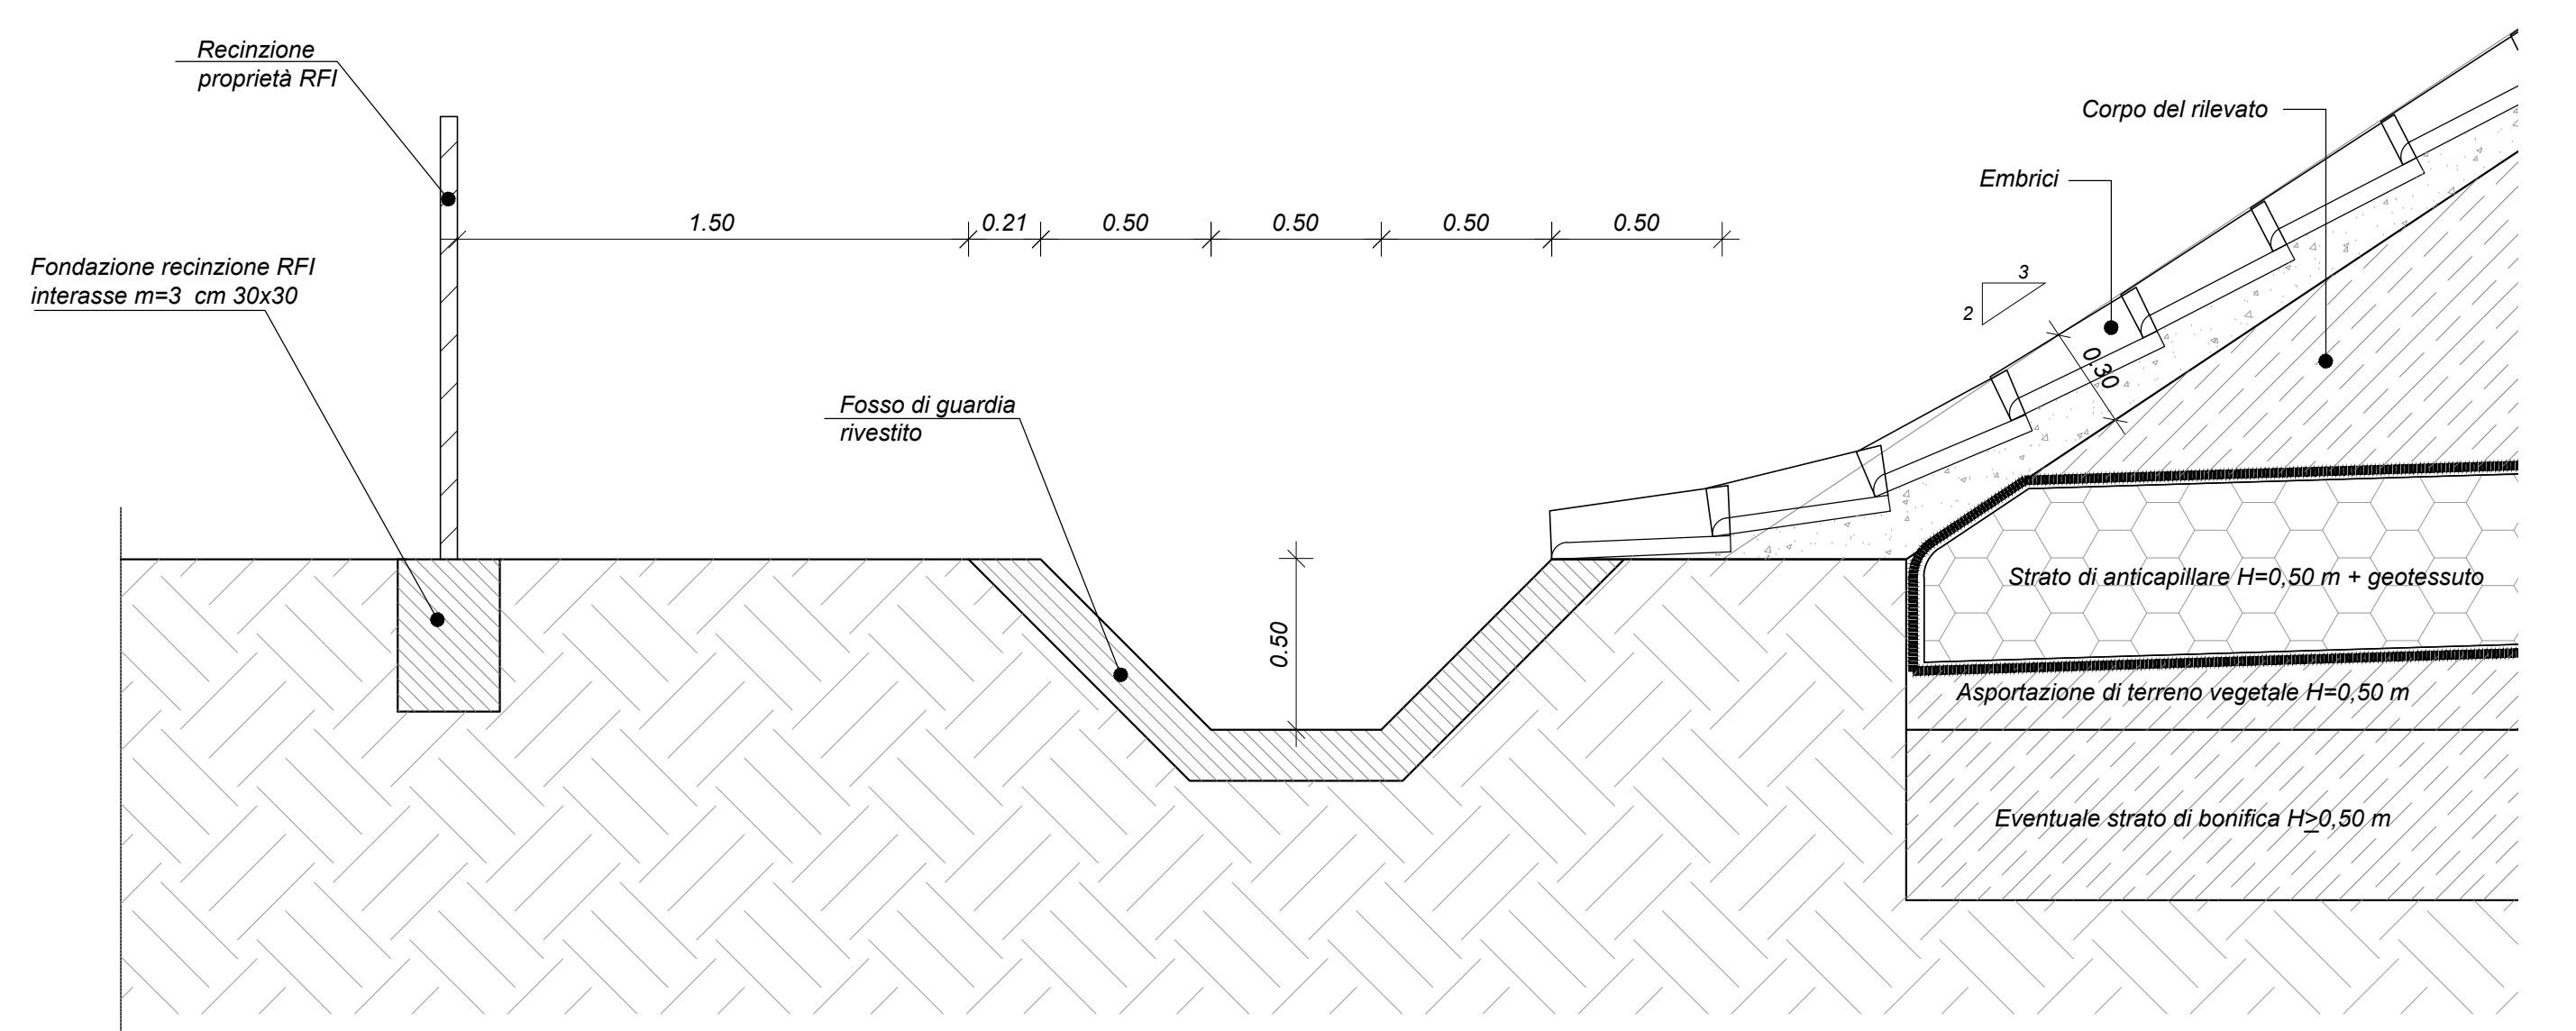 Recinzione
proprietà RFI
Corpo del rilevato
Embrici
1.50
0.21
0.50
0.50
0.50
0.50
Fondazione recinzione RFI
interasse m=3 cm 30x30
3
2
0.30
Fosso di guardia
rivestito
0.50
Strato di anticapillare H=0,50 m + geotessuto
Asportazione di terreno vegetale H=0,50 m
Eventuale strato di bonifica H≥0,50 m